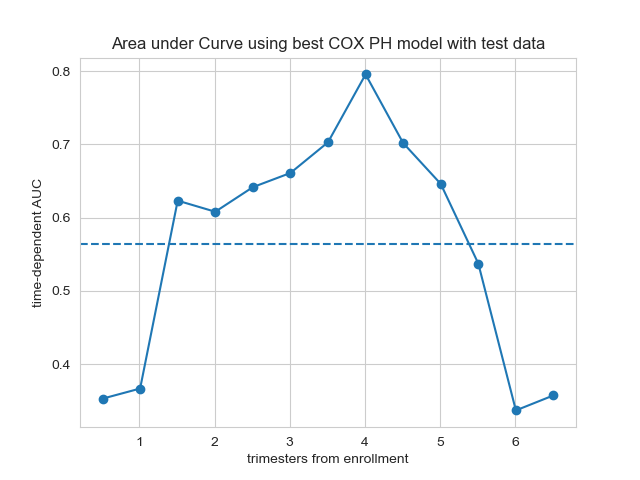 Area under Curve using best COX PH model with test data
0.8
0.7
0.6
0.5
0.4
time-dependent AUC
1 2 3 4 5 6
trimesters from enrollment